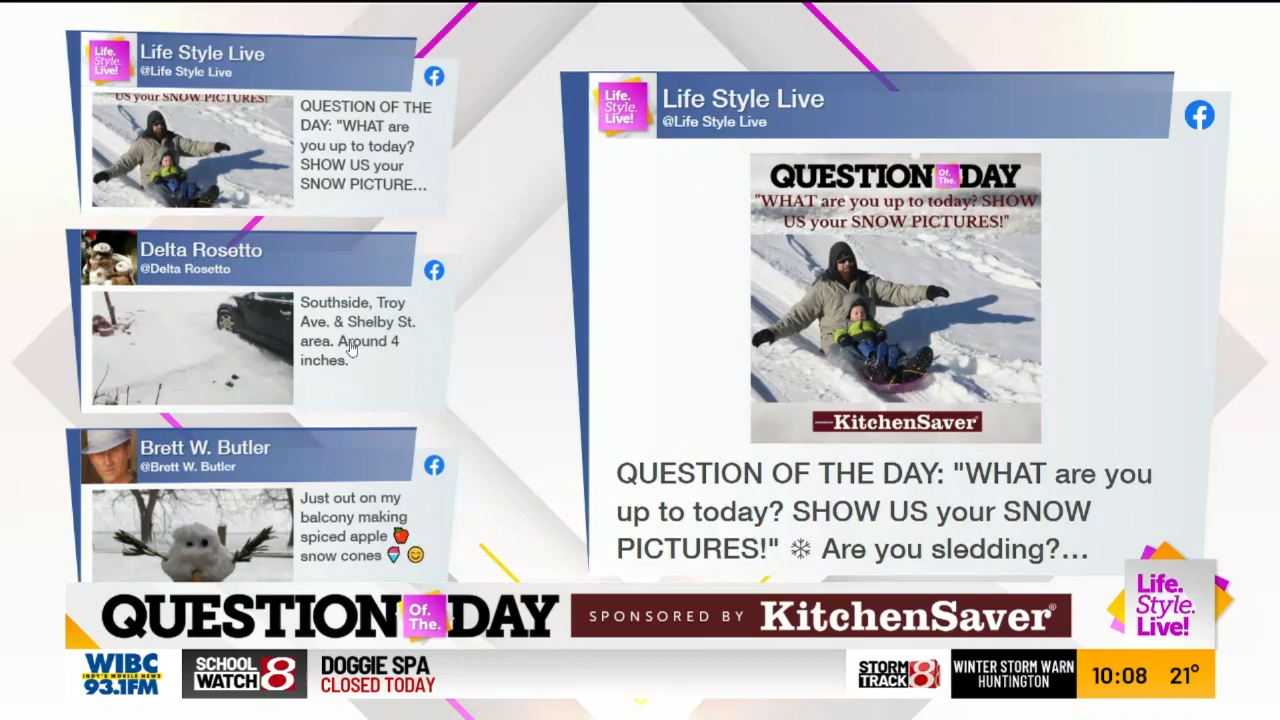 Life.
Style.
Live!
Life Style Live
@Life Style Live
US your SNOW PICTURES!"
QUESTION OF THE
DAY: "WHAT are
you up to today?
SHOW US your
SNOW PICTURE...
Delta Rosetto
@Delta Rosetto
Southside, Troy
Ave. & Shelby St.
area. Around 4
inches.
Brett W. Butler
@Brett W. Butler
Just out on my
balcony making
spiced apple 🍎
snow cones 🍧 😊
Life.
Style.
Live!
Life Style Live
@Life Style Live
QUESTION Of. The. DAY
"WHAT are you up to today? SHOW
US your SNOW PICTURES!"
KitchenSaver
QUESTION OF THE DAY: "WHAT are you
up to today? SHOW US your SNOW
PICTURES!" ❄ Are you sledding?...
QUESTION Of. The. DAY
SPONSORED BY KitchenSaver®
Life.
Style.
Live!
WIBC
INDY'S MOBILE NEWS
93.1FM
SCHOOL
WATCH 8
DOGGIE SPA
CLOSED TODAY
STORM
TRACK 8
WINTER STORM WARN
HUNTINGTON
10:08 21°